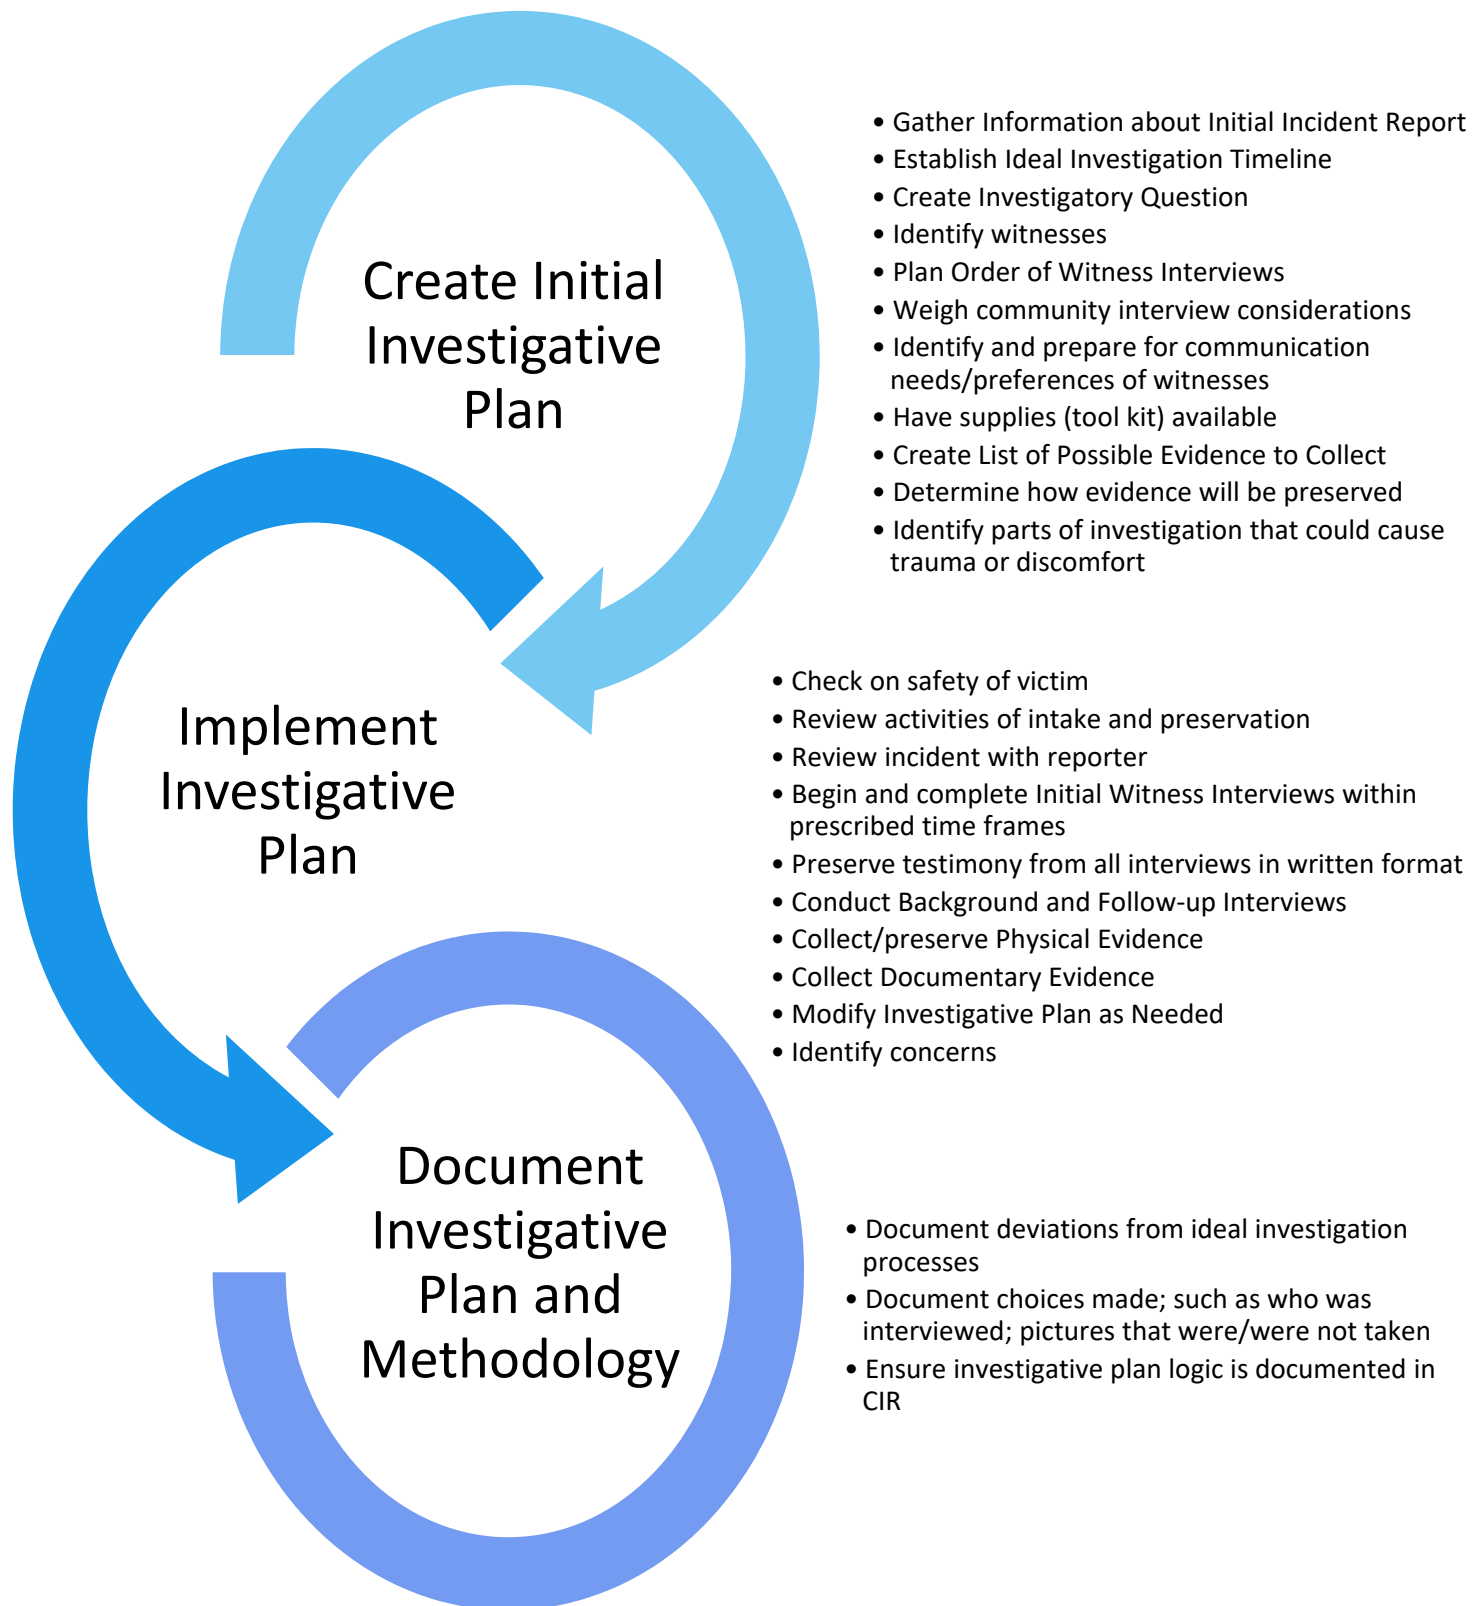 Create Initial
Investigative
Plan
• Gather Information about Initial Incident Report
• Establish Ideal Investigation Timeline
• Create Investigatory Question
• Identify witnesses
• Plan Order of Witness Interviews
• Weigh community interview considerations
• Identify and prepare for communication
needs/preferences of witnesses
• Have supplies (tool kit) available
• Create List of Possible Evidence to Collect
• Determine how evidence will be preserved
• Identify parts of investigation that could cause
trauma or discomfort
Implement
Investigative
Plan
• Check on safety of victim
• Review activities of intake and preservation
• Review incident with reporter
• Begin and complete Initial Witness Interviews within
prescribed time frames
• Preserve testimony from all interviews in written format
• Conduct Background and Follow-up Interviews
• Collect/preserve Physical Evidence
• Collect Documentary Evidence
• Modify Investigative Plan as Needed
• Identify concerns
Document
Investigative
Plan and
Methodology
• Document deviations from ideal investigation
processes
• Document choices made; such as who was
interviewed; pictures that were/were not taken
• Ensure investigative plan logic is documented in
CIR